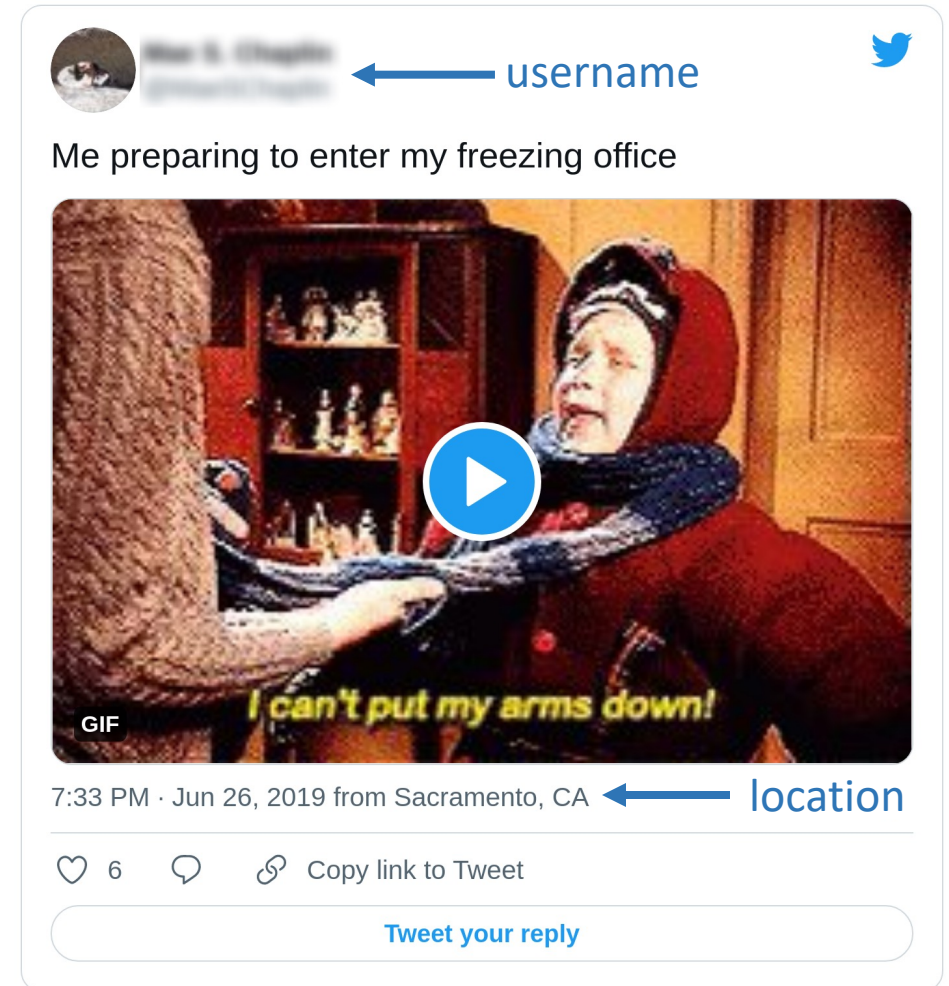 username
Me preparing to enter my freezing office
I can't put my arms down!
GIF
7:33 PM · Jun 26, 2019 from Sacramento, CA
location
6
Copy link to Tweet
Tweet your reply